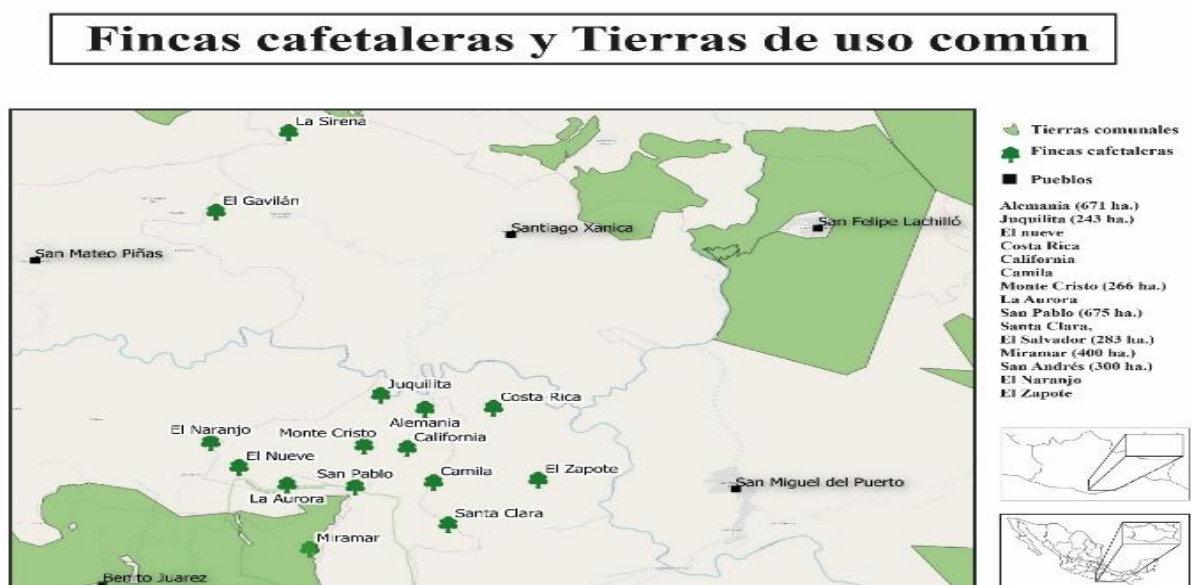 Fincas cafetaleras y Tierras de uso común
La Sirena
El Gavilán
Santiago Xanica
San Felipe Lachilló
San Mateo Piñas
Juquilita
Costa Rica
Alemania
El Naranjo
Monte Cristo
California
El Nueve
San Pablo
Camila
El Zapote
La Aurora
San Miguel del Puerto
Santa Clara
Miramar
Benito Juarez
Tierras comunales
Fincas cafetaleras
Pueblos
Alemania (671 ha.)
Juquilita (243 ha.)
El nueve
Costa Rica
California
Camila
Monte Cristo (266 ha.)
La Aurora
San Pablo (675 ha.)
Santa Clara,
El Salvador (283 ha.)
Miramar (400 ha.)
San Andrés (300 ha.)
El Naranjo
El Zapote